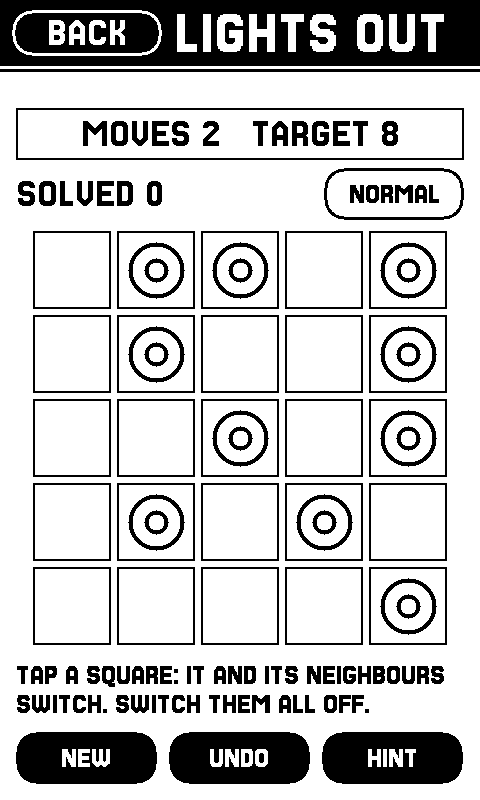 BACK LIGHTS OUT
MOVES 2 TARGET 8
SOLVED 0 NORMAL
TAP A SQUARE: IT AND ITS NEIGHBOURS
SWITCH. SWITCH THEM ALL OFF.
NEW UNDO HINT